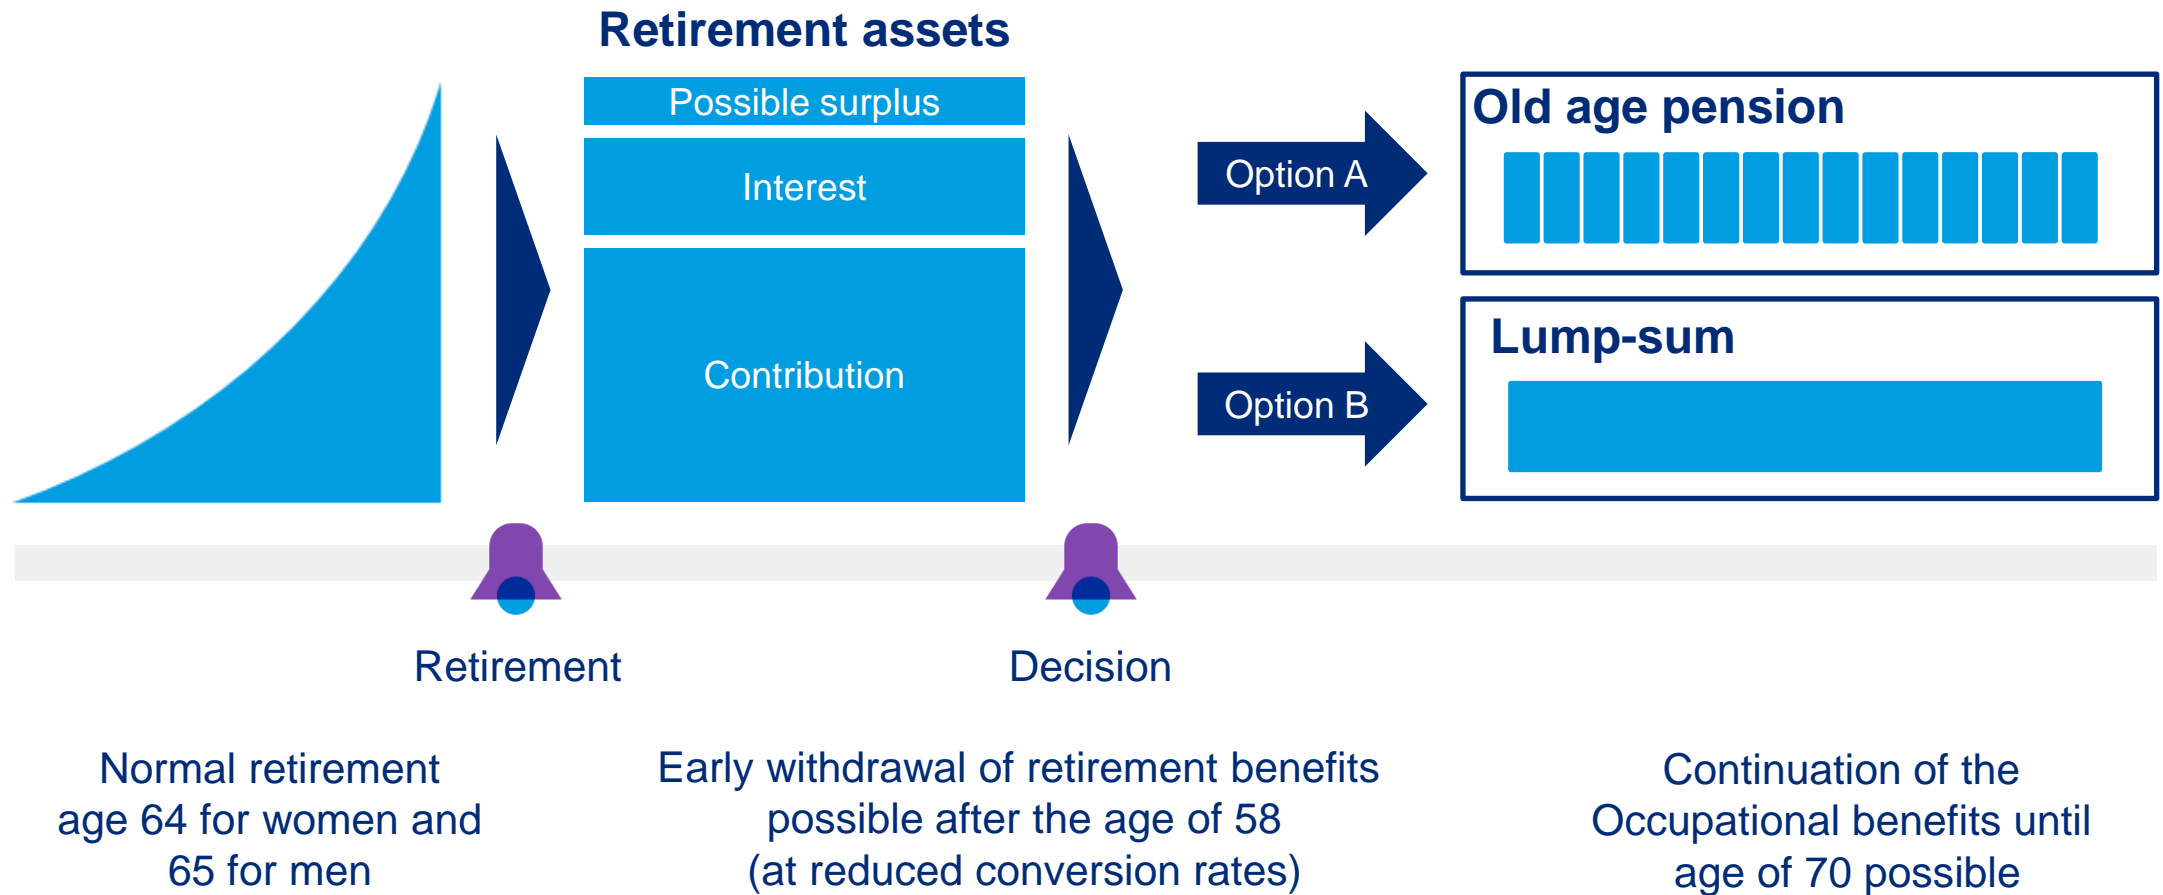 Retirement assets
Possible surplus
Interest
Contribution
Option A
Old age pension
Option B
Lump-sum
Retirement
Decision
Normal retirement
age 64 for women and
65 for men
Early withdrawal of retirement benefits
possible after the age of 58
(at reduced conversion rates)
Continuation of the
Occupational benefits until
age of 70 possible